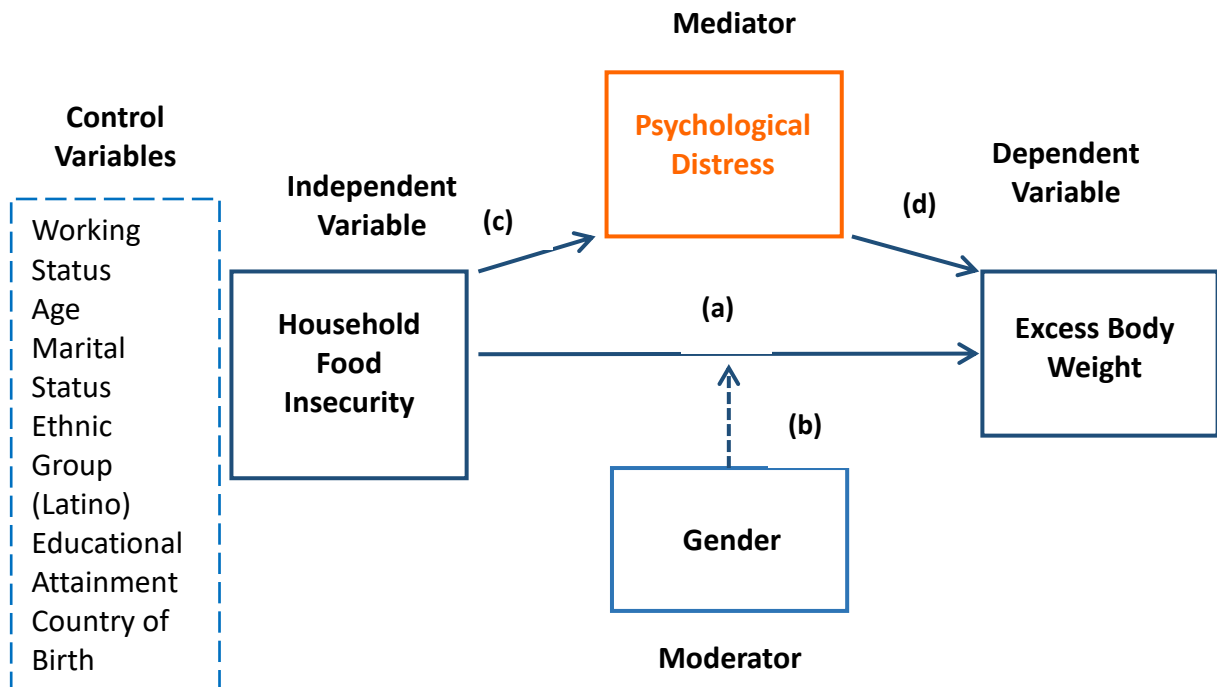 Mediator
Psychological
Distress
Control
Variables
Working
Status
Age
Marital
Status
Ethnic
Group
(Latino)
Educational
Attainment
Country of
Birth
Independent
Variable
(c)
Household
Food
Insecurity
(a)
(d)
Dependent
Variable
Excess Body
Weight
(b)
Gender
Moderator